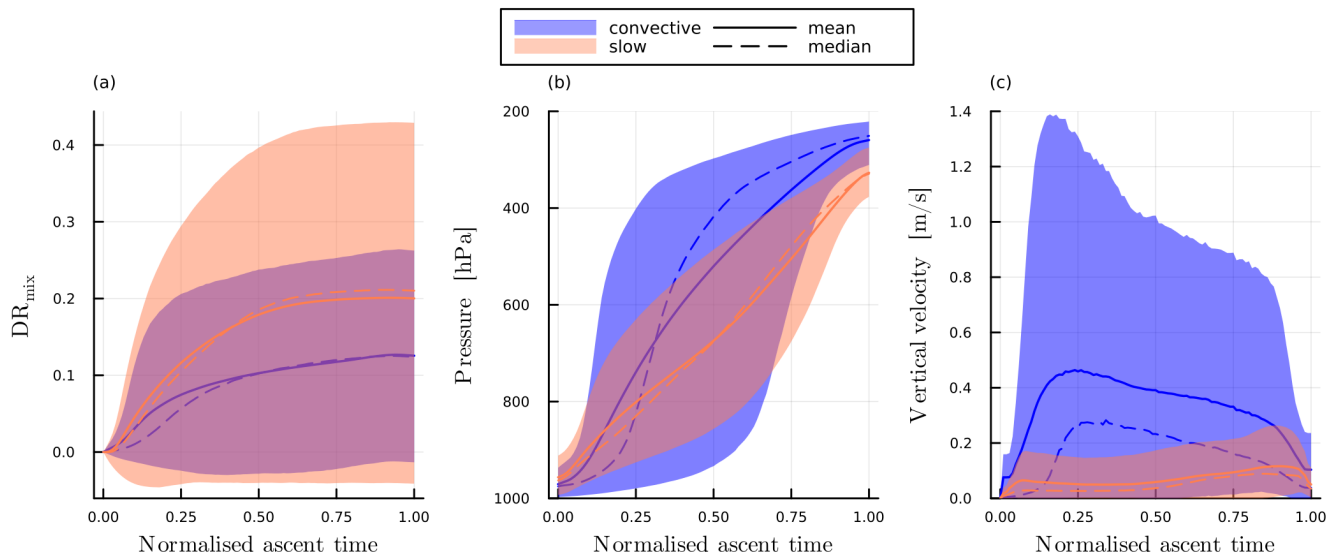 convective mean
slow median
(a) (b) (c)
DRmix
0.4
0.3
0.2
0.1
0.0
0.00 0.25 0.50 0.75 1.00
Normalised ascent time
Pressure [hPa]
200
400
600
800
1000
0.00 0.25 0.50 0.75 1.00
Normalised ascent time
Vertical velocity [m/s]
1.4
1.2
1.0
0.8
0.6
0.4
0.2
0.0
0.00 0.25 0.50 0.75 1.00
Normalised ascent time